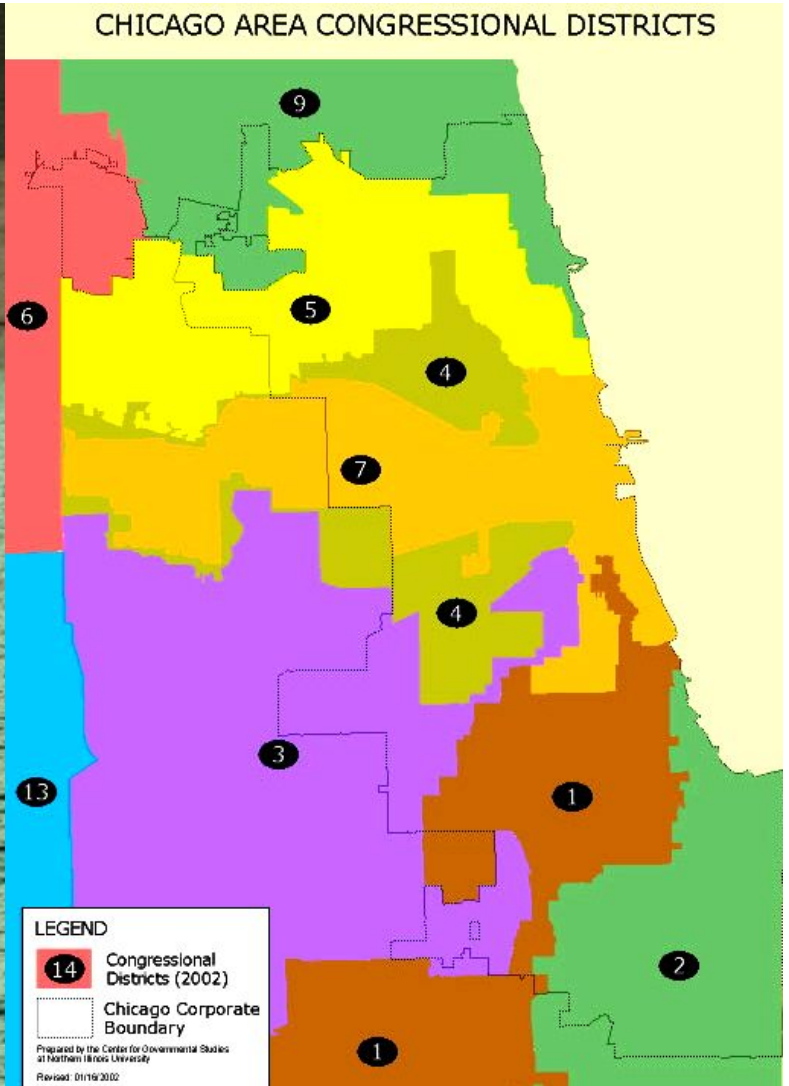 CHICAGO AREA CONGRESSIONAL DISTRICTS
9
6
5
4
7
4
3
13
1
2
1
LEGEND
14 Congressional
Districts (2002)
Chicago Corporate
Boundary
Prepared by the Center for Governmental Studies
at Northern Illinois University
Revised: 01/16/2002